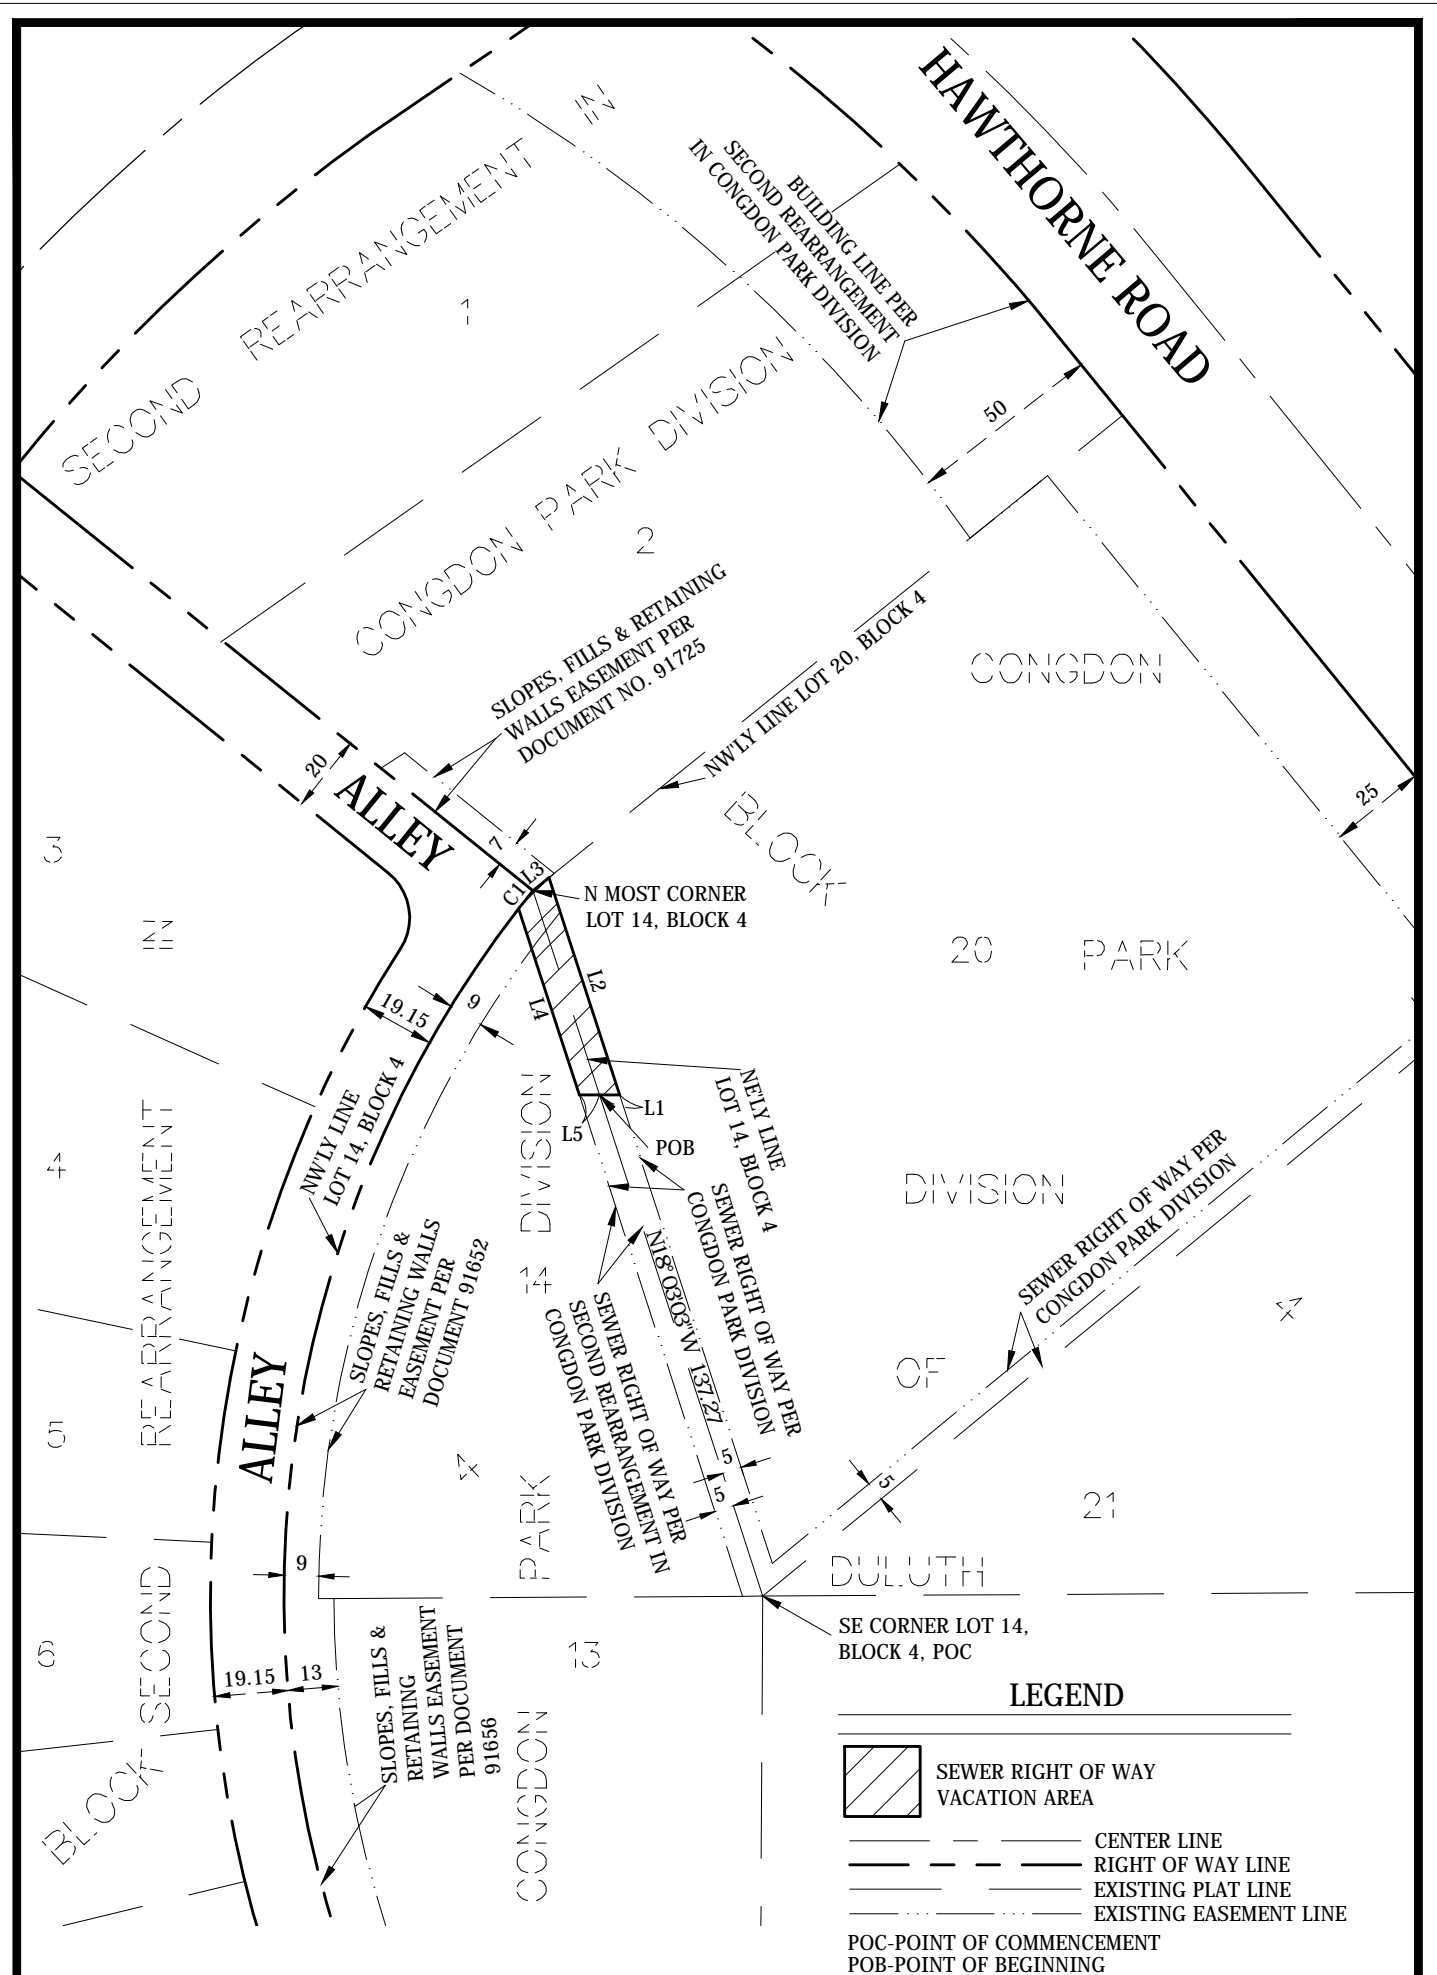 HAWTHORNE ROAD
BUILDING LINE PER
SECOND REARRANGEMENT
IN CONGDON PARK DIVISION
SECOND REARRANGEMENT IN
1
CONGDON PARK DIVISION
2
50
SLOPES, FILLS & RETAINING
WALLS EASEMENT PER
DOCUMENT NO. 91725
NW'LY LINE LOT 20, BLOCK 4
CONGDON
20
ALLEY
7
25
BLOCK
3
C1
L3
N MOST CORNER
LOT 14, BLOCK 4
IN
20
PARK
L2
L4
19.15
9
NW'LY LINE
LOT 14, BLOCK 4
NE'LY LINE
LOT 14, BLOCK 4
L1
L5
POB
4
REARRANGEMENT
DIVISION
DIVISION
SEWER RIGHT OF WAY PER
CONGDON PARK DIVISION
SEWER RIGHT OF WAY PER
CONGDON PARK DIVISION
N18°03'03"W 137.27
14
SLOPES, FILLS &
RETAINING WALLS
EASEMENT PER
DOCUMENT 91652
SEWER RIGHT OF WAY PER
SECOND REARRANGEMENT IN
CONGDON PARK DIVISION
4
OF
ALLEY
5
4
5
5
5
PARK
21
9
DULUTH
SE CORNER LOT 14,
BLOCK 4, POC
6
SECOND
13
19.15
13
SLOPES, FILLS &
RETAINING
WALLS EASEMENT
PER DOCUMENT
91656
BLOCK
CONGDON
LEGEND
SEWER RIGHT OF WAY
VACATION AREA
CENTER LINE
RIGHT OF WAY LINE
EXISTING PLAT LINE
EXISTING EASEMENT LINE
POC-POINT OF COMMENCEMENT
POB-POINT OF BEGINNING